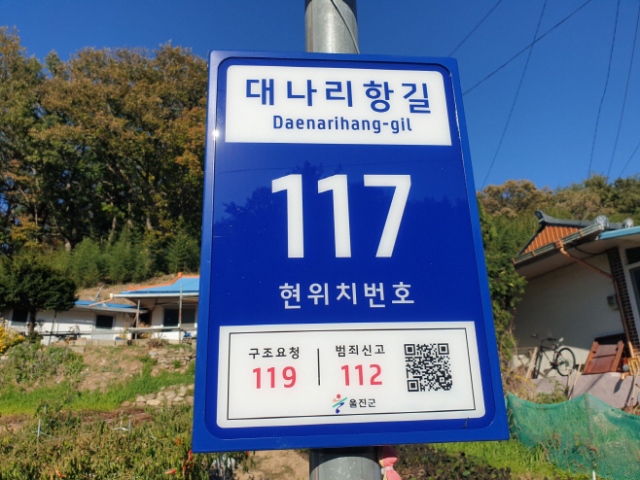 대나리항길
Daenarihang-gil
117
현위치번호
구조요청 범죄신고
119 112
울진군